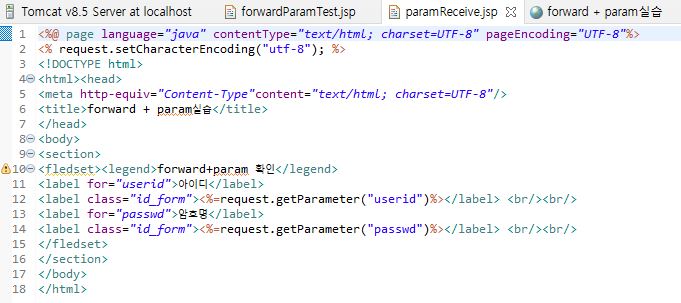 Tomcat v8.5 Server at localhost forwardParamTest.jsp paramReceive.jsp forward + param실습
1 <%@ page language="java" contentType="text/html; charset=UTF-8" pageEncoding="UTF-8"%>
2 <% request.setCharacterEncoding("utf-8"); %>
3 <!DOCTYPE html>
4 <html><head>
5 <meta http-equiv="Content-Type"content="text/html; charset=UTF-8"/>
6 <title>forward + param실습</title>
7 </head>
8 <body>
9 <section>
10 <fledset><legend>forward+param 확인</legend>
11 <label for="userid">아이디</label>
12 <label class="id_form"><%=request.getParameter("userid")%></label> <br/><br/>
13 <label for="passwd">암호명</label>
14 <label class="id_form"><%=request.getParameter("passwd")%></label> <br/><br/>
15 </fledset>
16 </section>
17 </body>
18 </html>